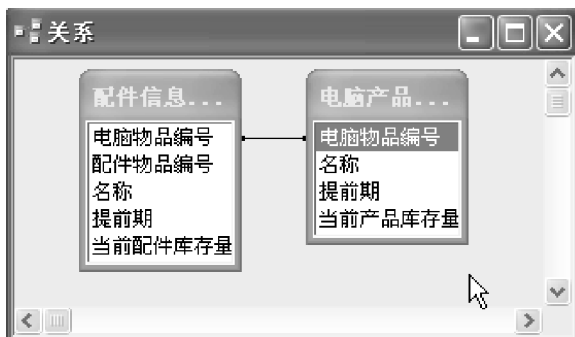 关系
配件信息...
电脑物品编号
配件物品编号
名称
提前期
当前配件库存量
电脑产品...
电脑物品编号
名称
提前期
当前产品库存量